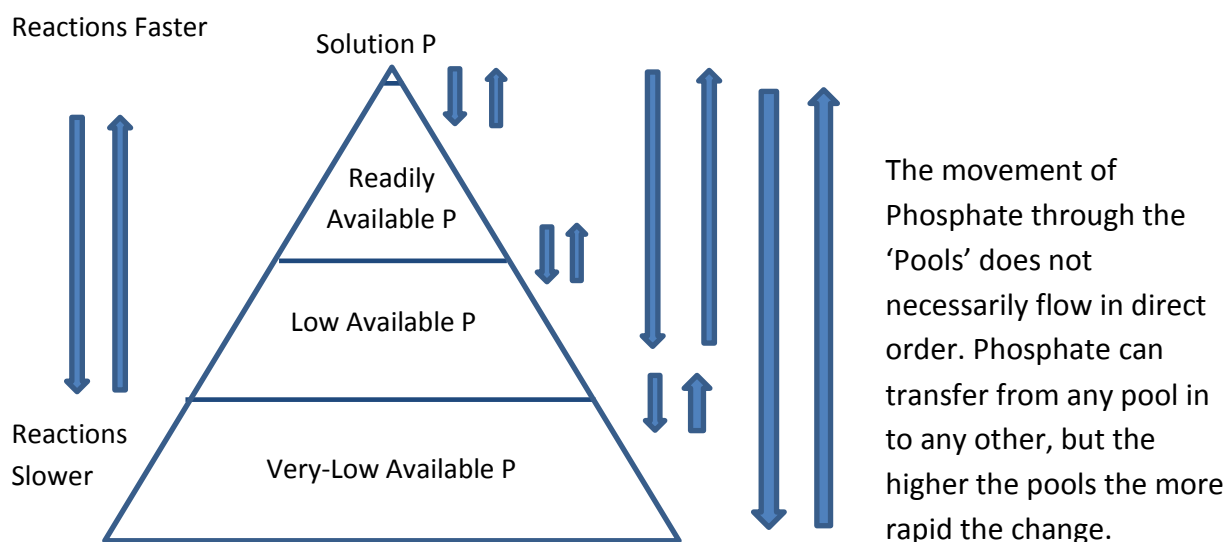 Reactions Faster
Solution P
Readily
Available P
Low Available P
Reactions
Slower
Very-Low Available P
The movement of
Phosphate through the
‘Pools’ does not
necessarily flow in direct
order. Phosphate can
transfer from any pool in
to any other, but the
higher the pools the more
rapid the change.